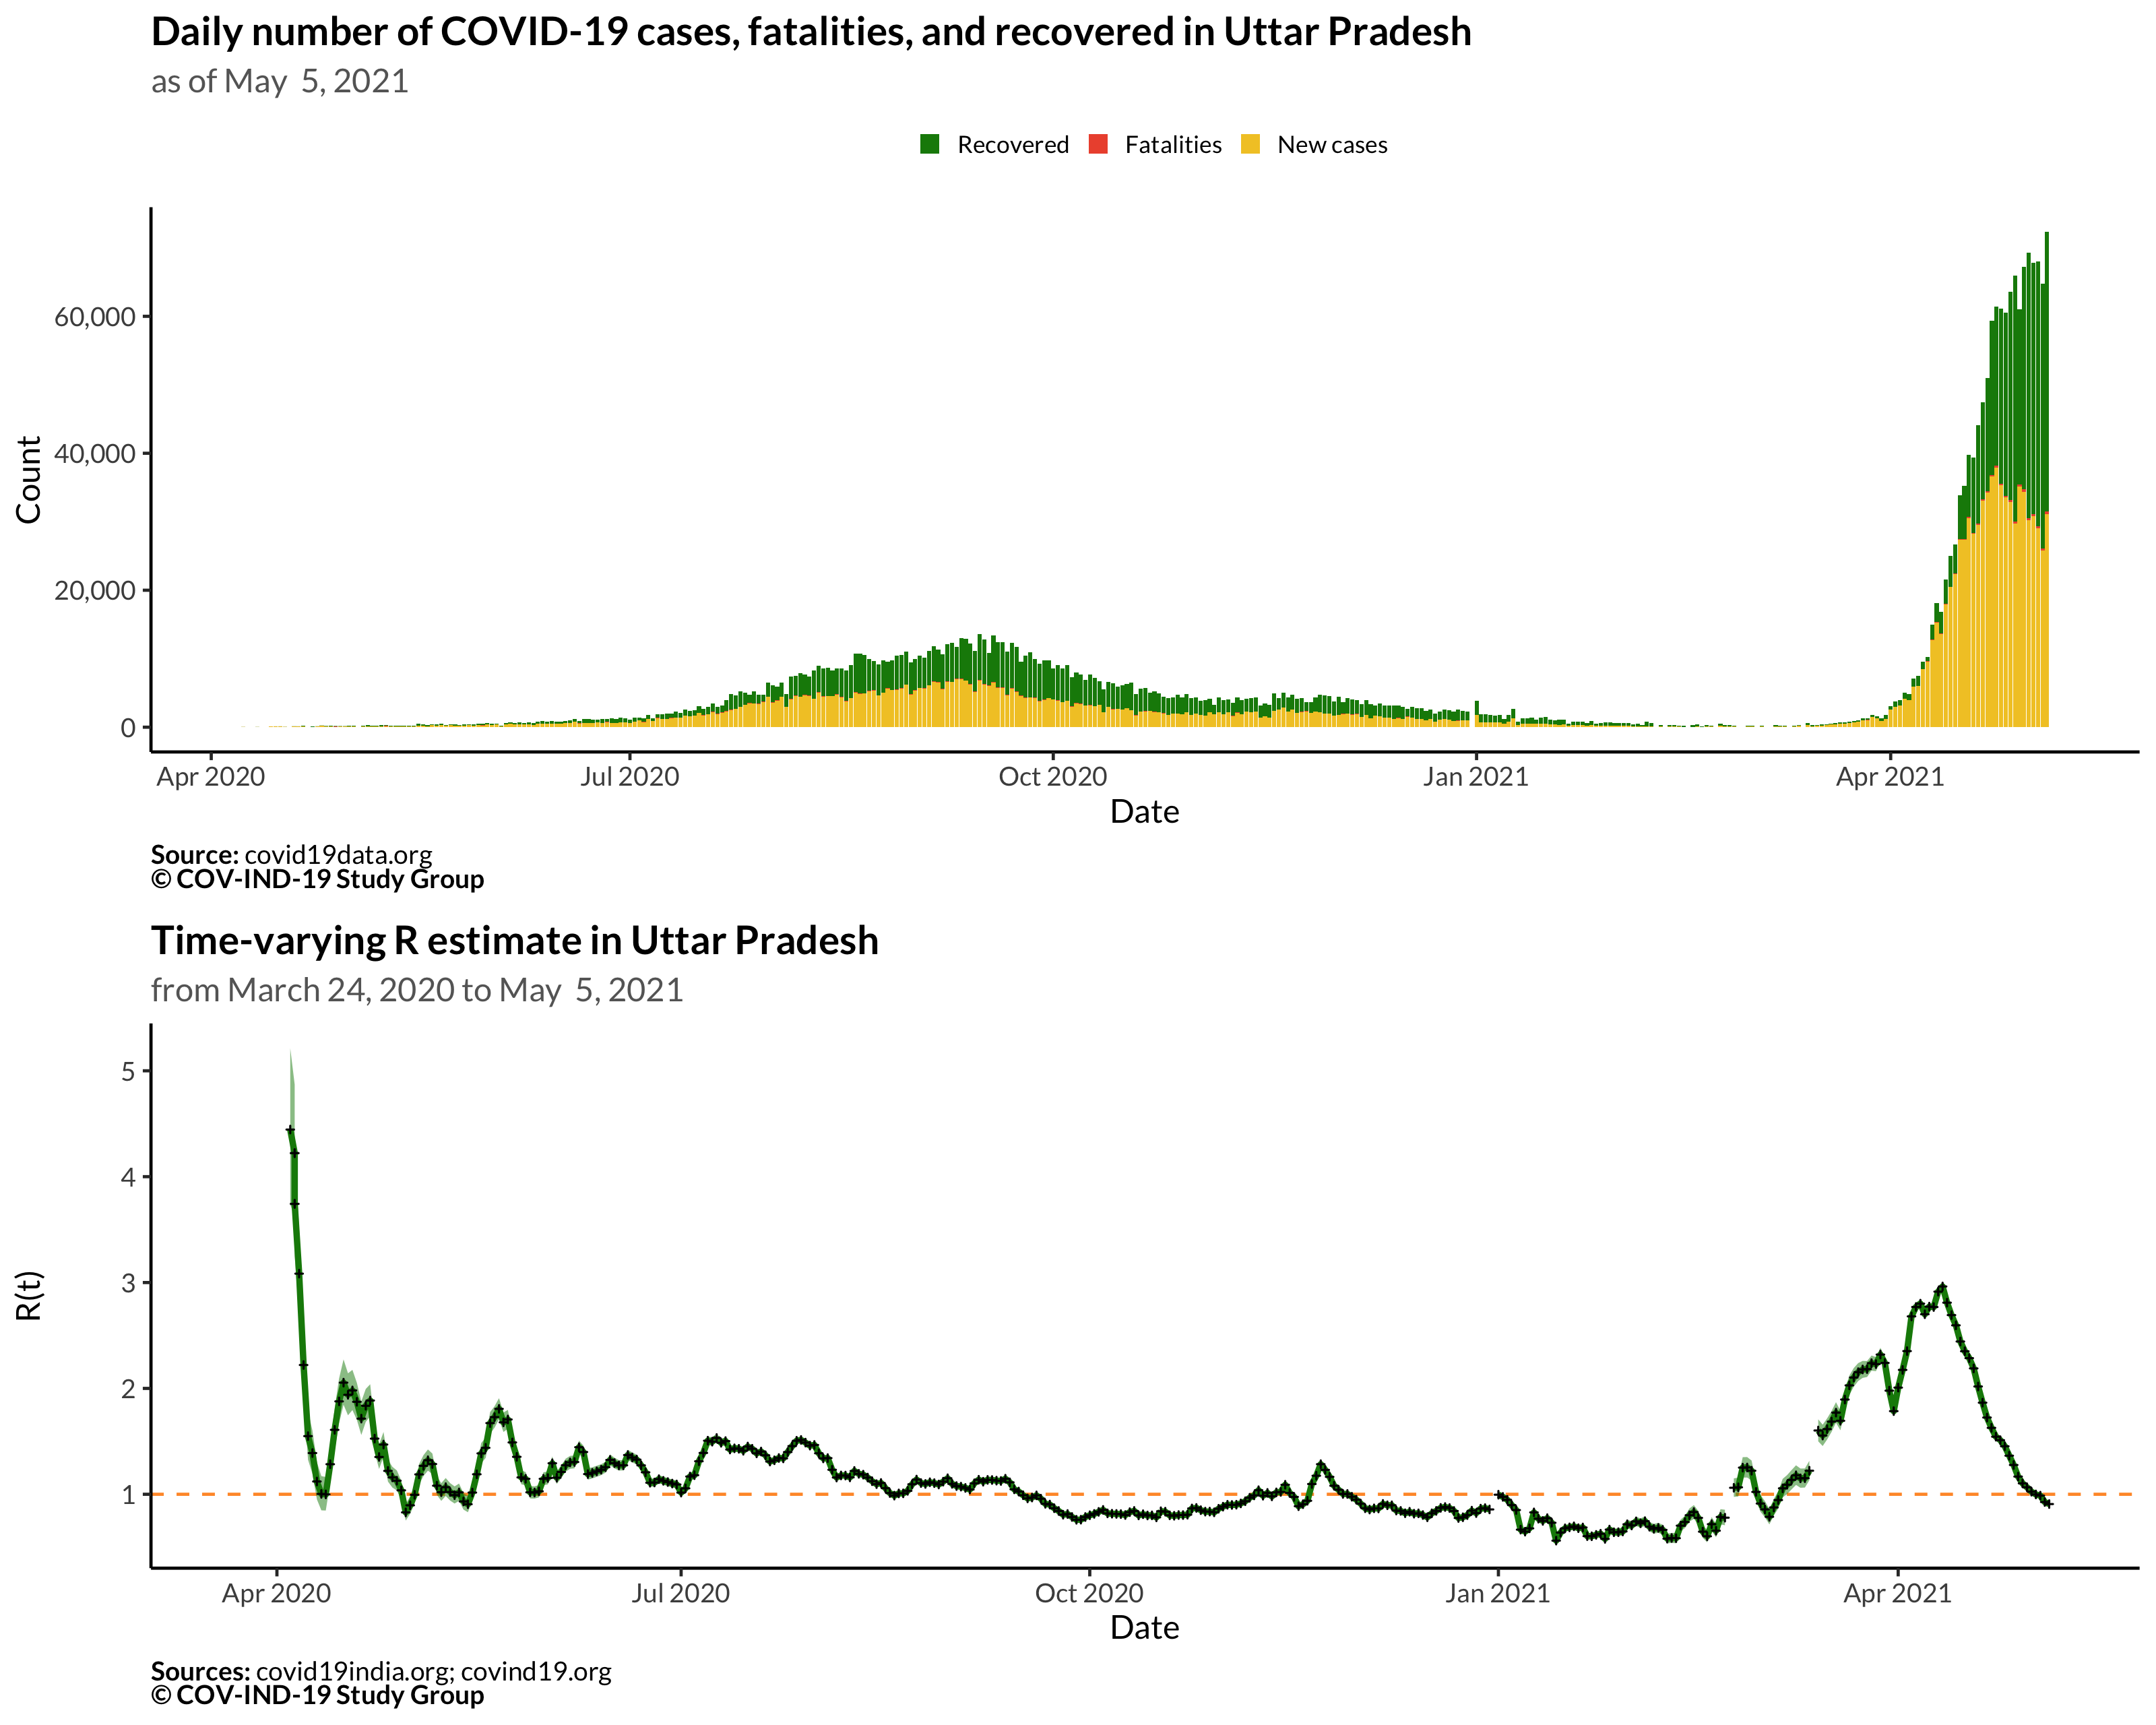 Daily number of COVID-19 cases, fatalities, and recovered in Uttar Pradesh
as of May  5, 2021
Recovered Fatalities New cases
Count
60,000
40,000
20,000
0
Apr 2020 Jul 2020 Oct 2020 Jan 2021 Apr 2021
Date
Source: covid19data.org
© COV-IND-19 Study Group
Time-varying R estimate in Uttar Pradesh
from March 24, 2020 to May  5, 2021
R(t)
5
4
3
2
1
Apr 2020 Jul 2020 Oct 2020 Jan 2021 Apr 2021
Date
Sources: covid19india.org; covind19.org
© COV-IND-19 Study Group